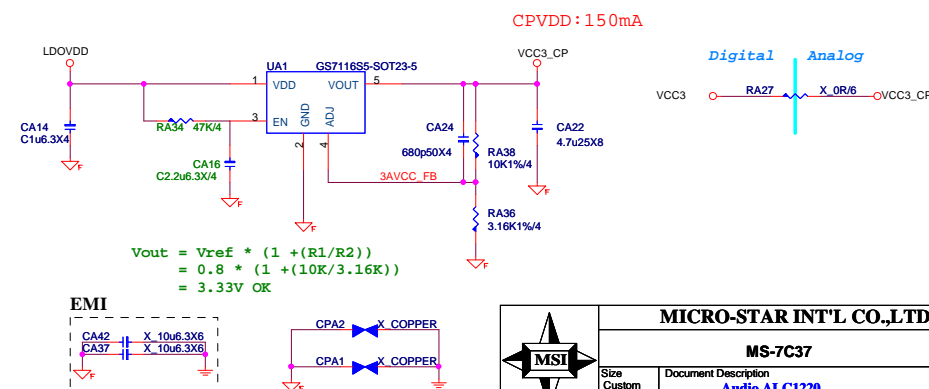 CPVDD:150mA
LDOVDD
VCC3_CP
Digital Analog
UA1 GS7116S5-SOT23-5
1 VDD VOUT 5
VCC3 RA27 X_0R/6
3 EN GND ADJ
2 4
CA14
C1u6.3X4
RA34 47K/4
CA24
680p50X4
CA22
4.7u25X8
RA38
10K1%/4
CA16
C2.2u6.3X/4
3AVCC_FB
RA36
3.16K1%/4
F
F
F
F
F
Vout = Vref * (1 +(R1/R2))
= 0.8 * (1 +(10K/3.16K))
= 3.33V OK
EMI
CA42 X_10u6.3X6
CA37 X_10u6.3X6
F
CPA2 X_COPPER
CPA1 X_COPPER
F
MICRO-STAR INT'L CO.,LTD
MSI
MS-7C37
Size
Custom
Document Description
Audio ALC1220